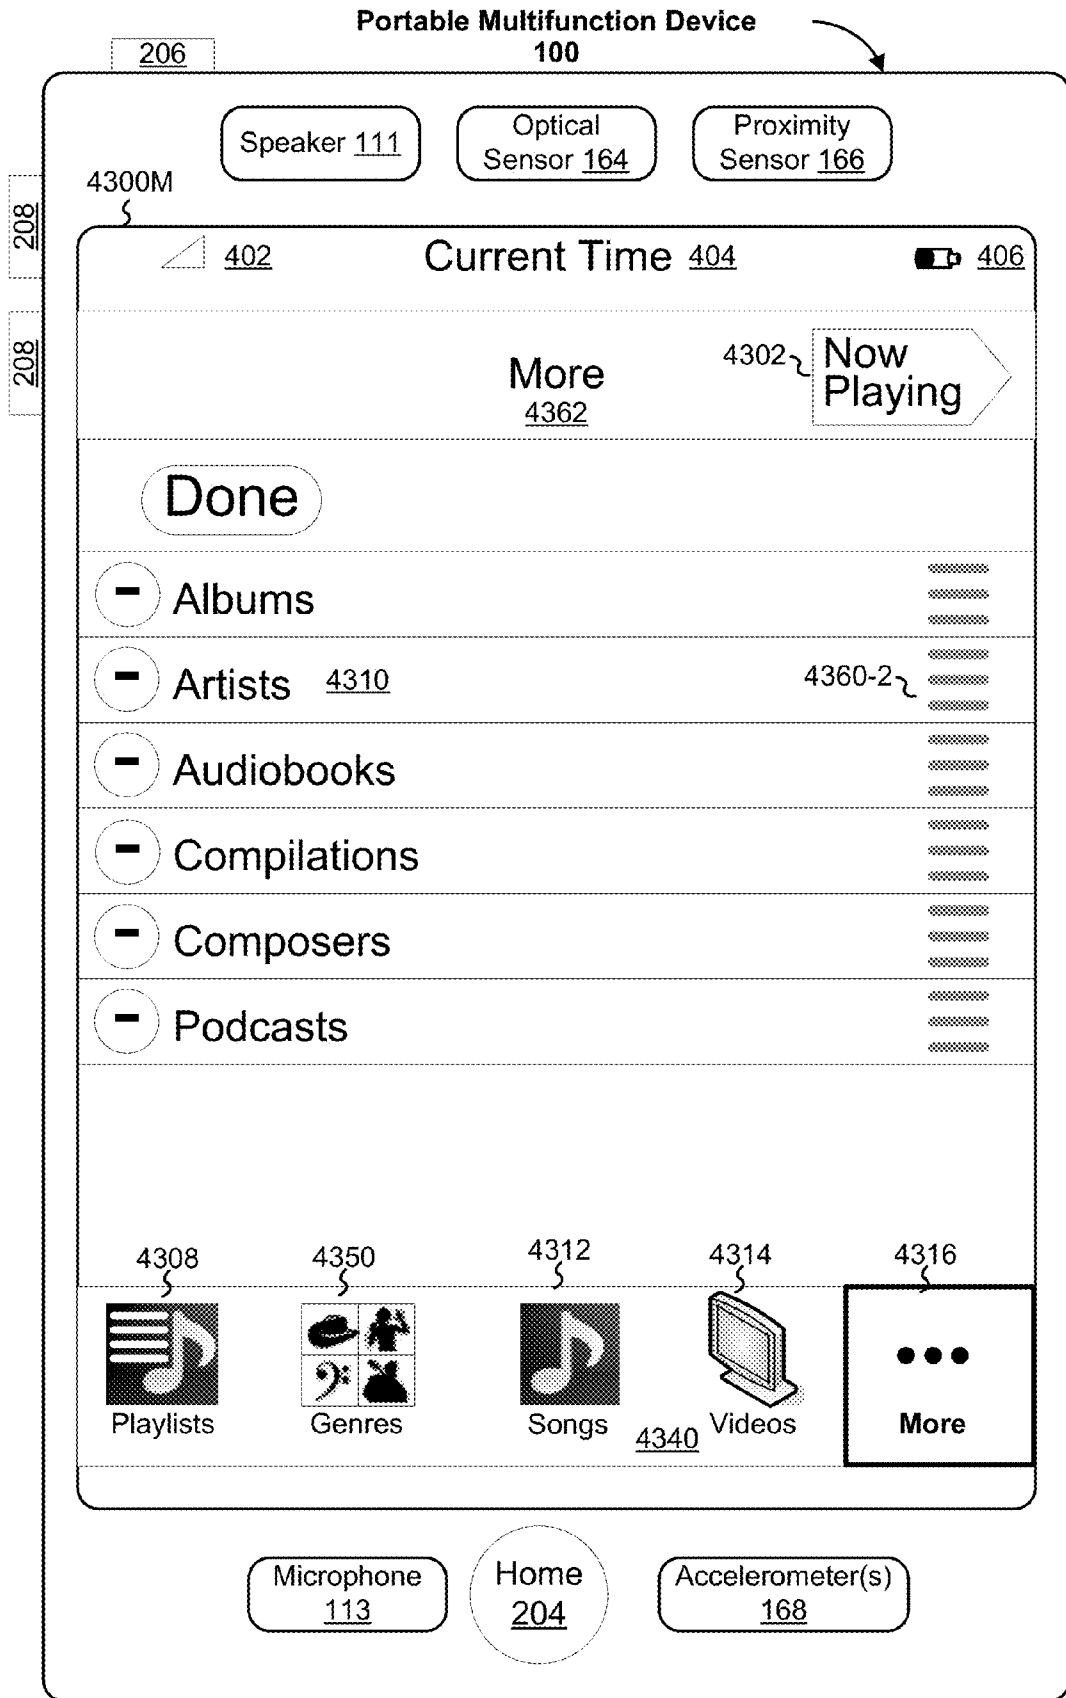 Portable Multifunction Device
100
206
Speaker 111
Optical
Sensor 164
Proximity
Sensor 166
4300M
208
208
402
Current Time 404
406
More
4362
4302
Now
Playing
Done
Albums
Artists 4310
4360-2
Audiobooks
Compilations
Composers
Podcasts
4308
4350
4312
4314
4316
Playlists
Genres
Songs
4340
Videos
More
Microphone
113
Home
204
Accelerometer(s)
168